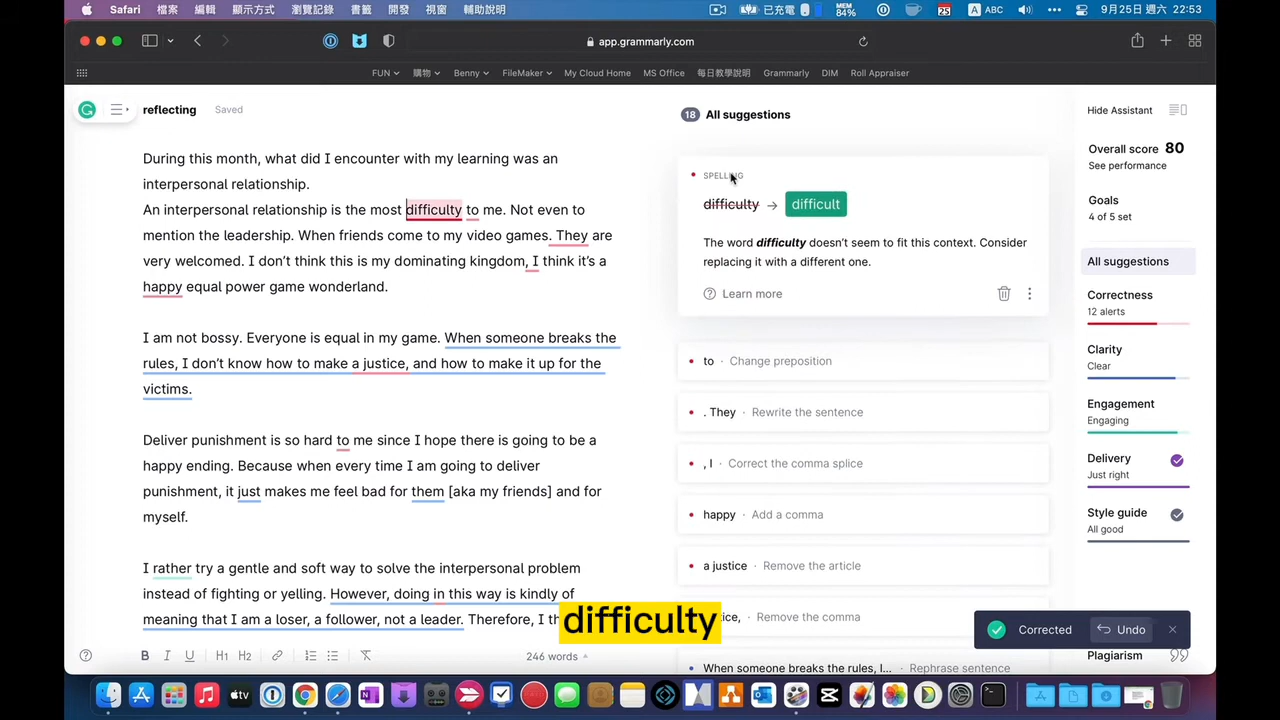 Safari 檔案 編輯 顯示方式 瀏覽記錄 書籤 開發 視窗 輔助說明 已充電 MEM 84% 25 A ABC 9月25日 週六 22:53
app.grammarly.com
FUN 購物 Benny FileMaker My Cloud Home MS Office 每日教學說明 Grammarly DIM Roll Appraiser
reflecting Saved
During this month, what did I encounter with my learning was an
interpersonal relationship.
An interpersonal relationship is the most difficulty to me. Not even to
mention the leadership. When friends come to my video games. They are
very welcomed. I don't think this is my dominating kingdom, I think it's a
happy equal power game wonderland.
I am not bossy. Everyone is equal in my game. When someone breaks the
rules, I don't know how to make a justice, and how to make it up for the
victims.
Deliver punishment is so hard to me since I hope there is going to be a
happy ending. Because when every time I am going to deliver
punishment, it just makes me feel bad for them [aka my friends] and for
myself.
I rather try a gentle and soft way to solve the interpersonal problem
instead of fighting or yelling. However, doing in this way is kindly of
meaning that I am a loser, a follower, not a leader. Therefore, I th
B I U H1 H2 246 words
18 All suggestions
SPELLING
difficulty → difficult
The word difficulty doesn't seem to fit this context. Consider
replacing it with a different one.
Learn more
to · Change preposition
. They · Rewrite the sentence
, I · Correct the comma splice
happy · Add a comma
a justice · Remove the article
tice, · Remove the comma
When someone breaks the rules, I... · Rephrase sentence
Hide Assistant
Overall score 80
See performance
Goals
4 of 5 set
All suggestions
Correctness
12 alerts
Clarity
Clear
Engagement
Engaging
Delivery
Just right
Style guide
All good
Corrected Undo
Plagiarism
difficulty
tv